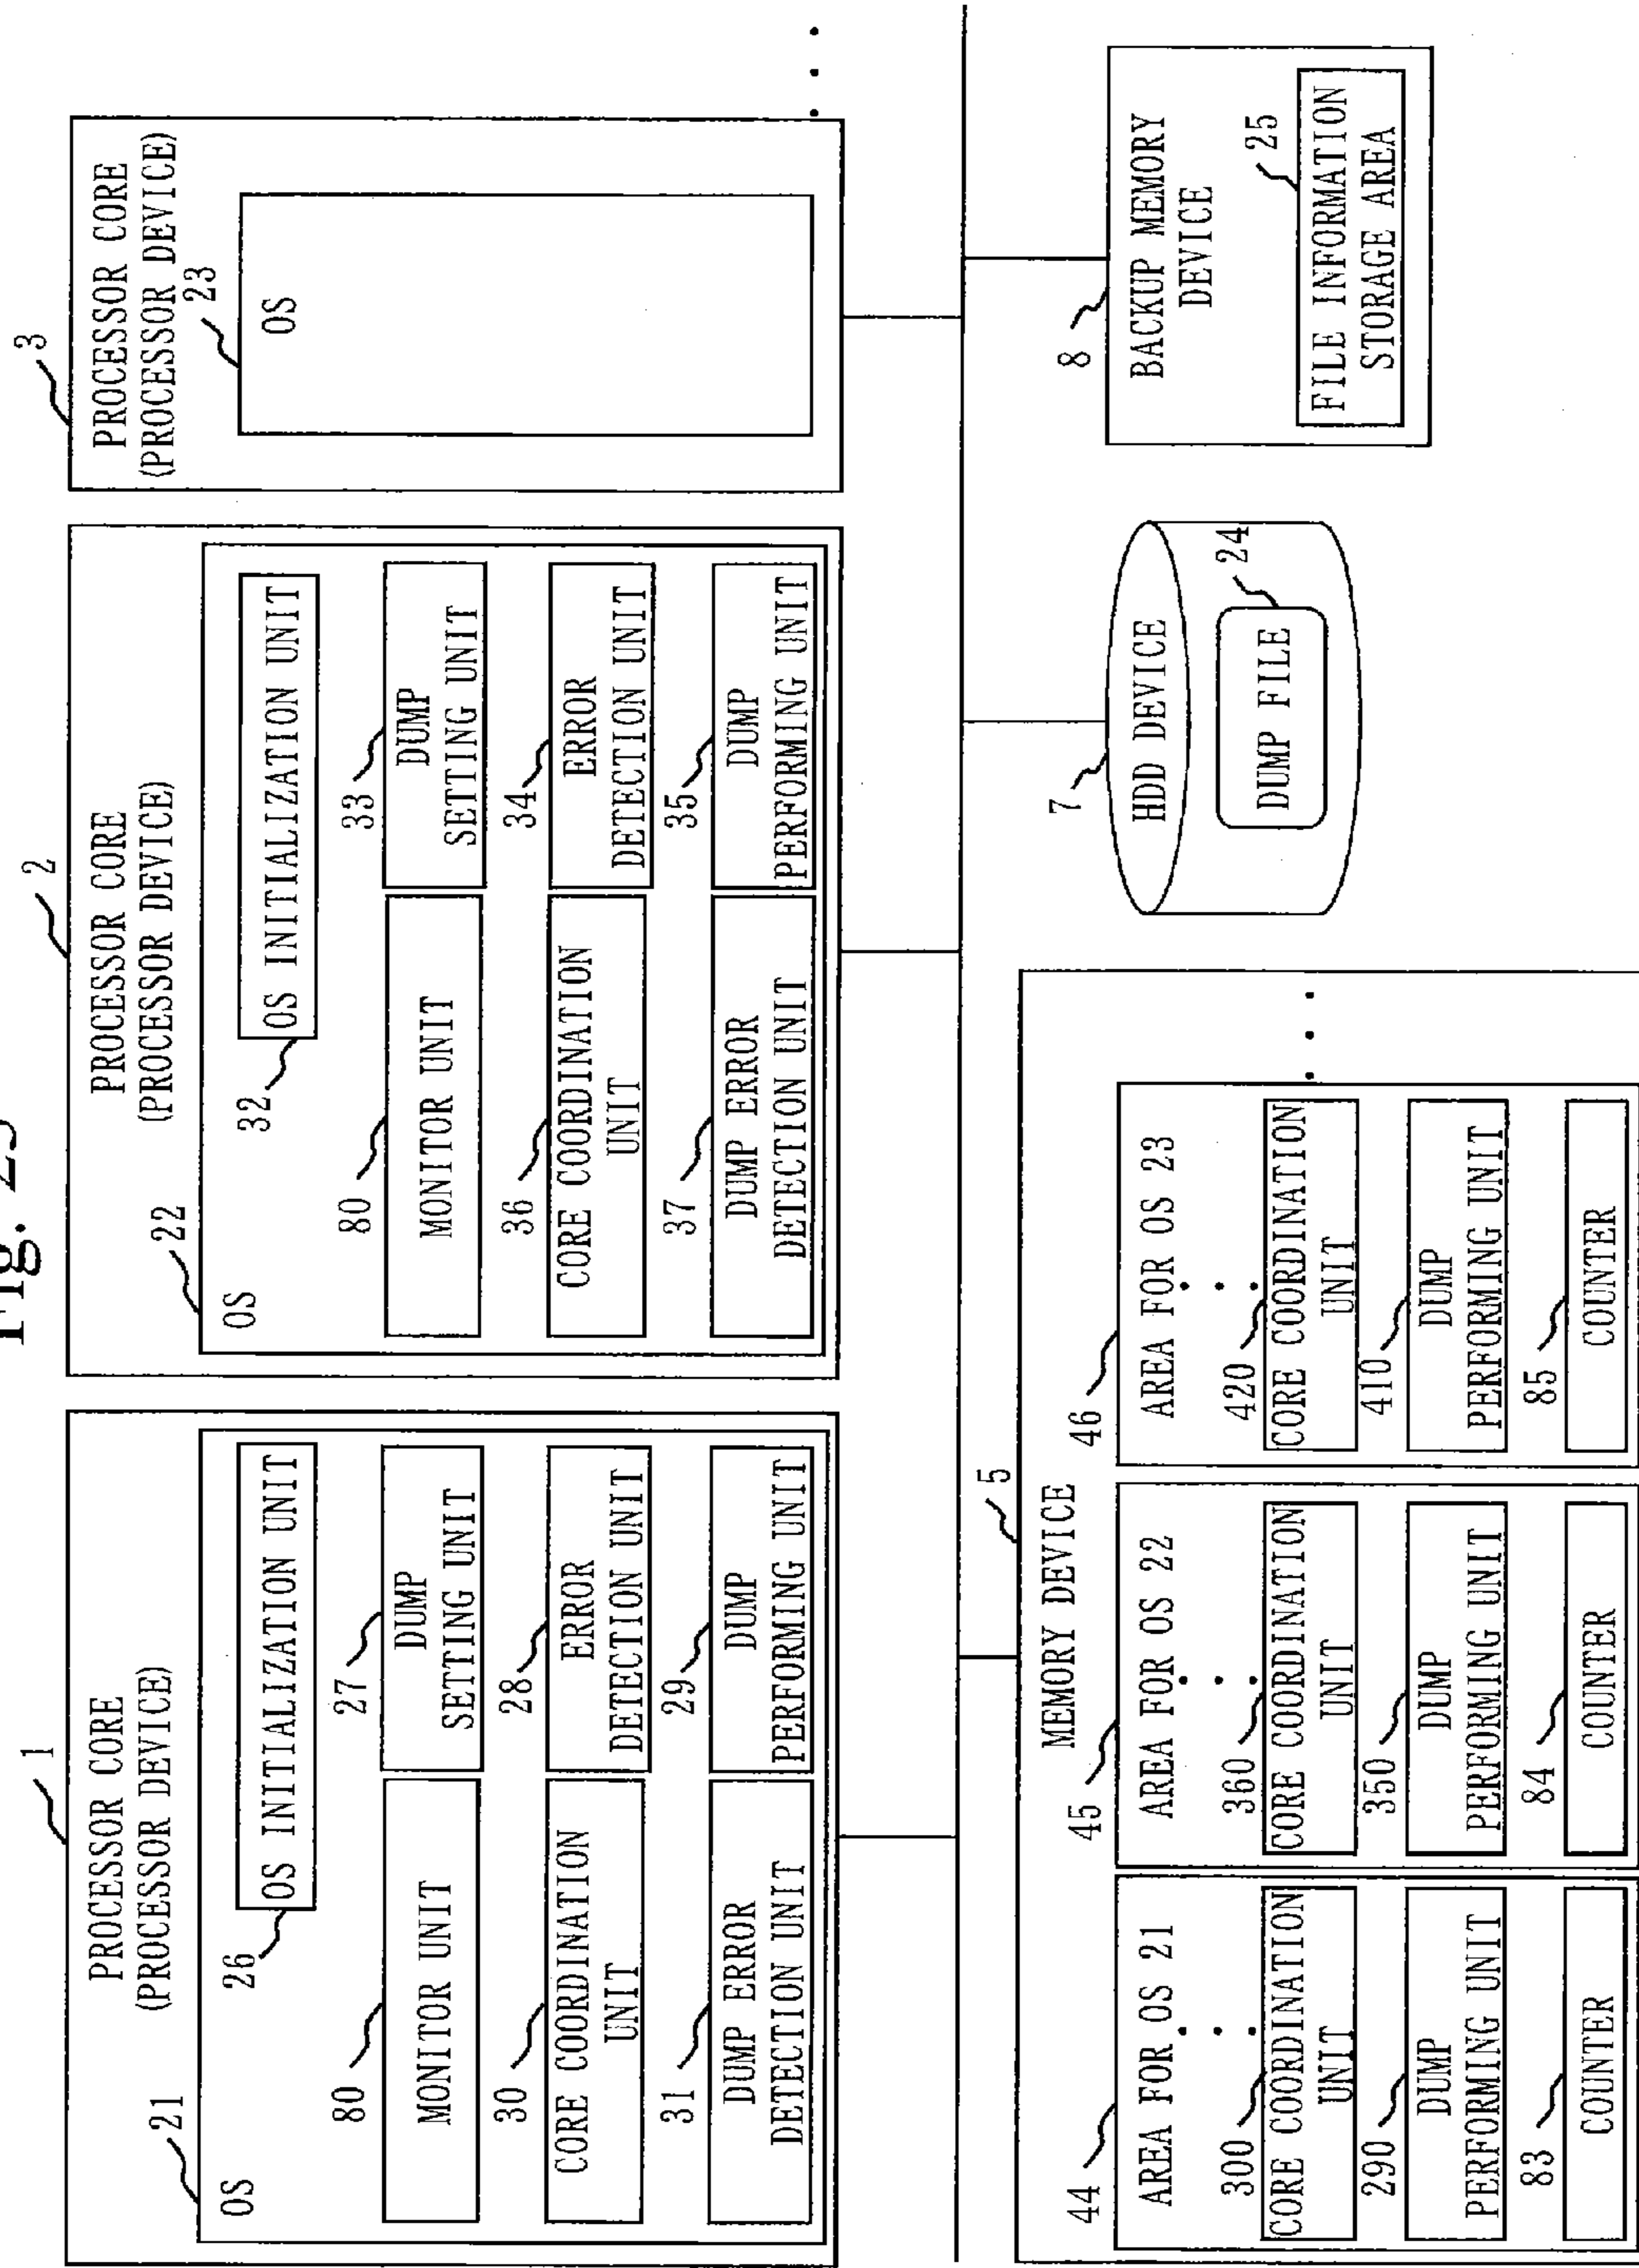 Fig. 25
1
PROCESSOR CORE
(PROCESSOR DEVICE)
21
OS
26
OS INITIALIZATION UNIT
80
MONITOR UNIT
27
DUMP
SETTING UNIT
30
CORE COORDINATION
UNIT
28
ERROR
DETECTION UNIT
31
DUMP ERROR
DETECTION UNIT
29
DUMP
PERFORMING UNIT
2
PROCESSOR CORE
(PROCESSOR DEVICE)
22
OS
32
OS INITIALIZATION UNIT
80
MONITOR UNIT
33
DUMP
SETTING UNIT
36
CORE COORDINATION
UNIT
34
ERROR
DETECTION UNIT
37
DUMP ERROR
DETECTION UNIT
35
DUMP
PERFORMING UNIT
3
PROCESSOR CORE
(PROCESSOR DEVICE)
23
OS
5
MEMORY DEVICE
44
AREA FOR OS 21
300
CORE COORDINATION
UNIT
290
DUMP
PERFORMING UNIT
83
COUNTER
45
AREA FOR OS 22
360
CORE COORDINATION
UNIT
350
DUMP
PERFORMING UNIT
84
COUNTER
46
AREA FOR OS 23
420
CORE COORDINATION
UNIT
410
DUMP
PERFORMING UNIT
85
COUNTER
7
HDD DEVICE
24
DUMP FILE
8
BACKUP MEMORY
DEVICE
25
FILE INFORMATION
STORAGE AREA